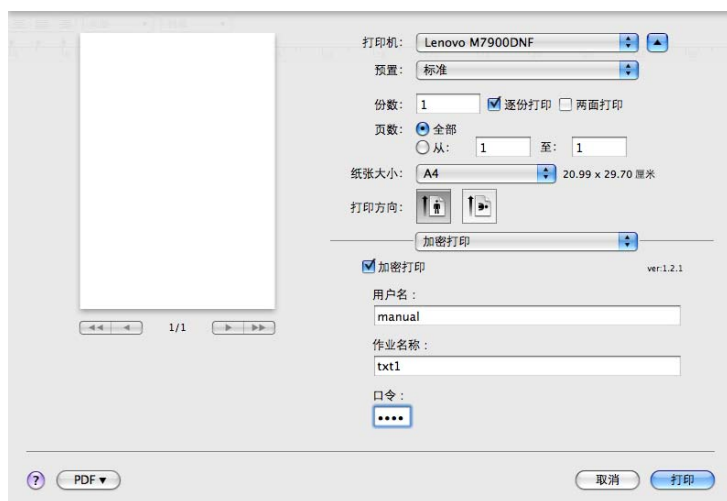 打印机: Lenovo M7900DNF
预置: 标准
份数: 1 逐份打印 两面打印
页数: 全部
从: 1 至: 1
纸张大小: A4 20.99 x 29.70 厘米
打印方向:
加密打印
加密打印 ver:1.2.1
用户名:
manual
作业名称:
txt1
口令:
••••
1/1
? PDF▼ 取消 打印